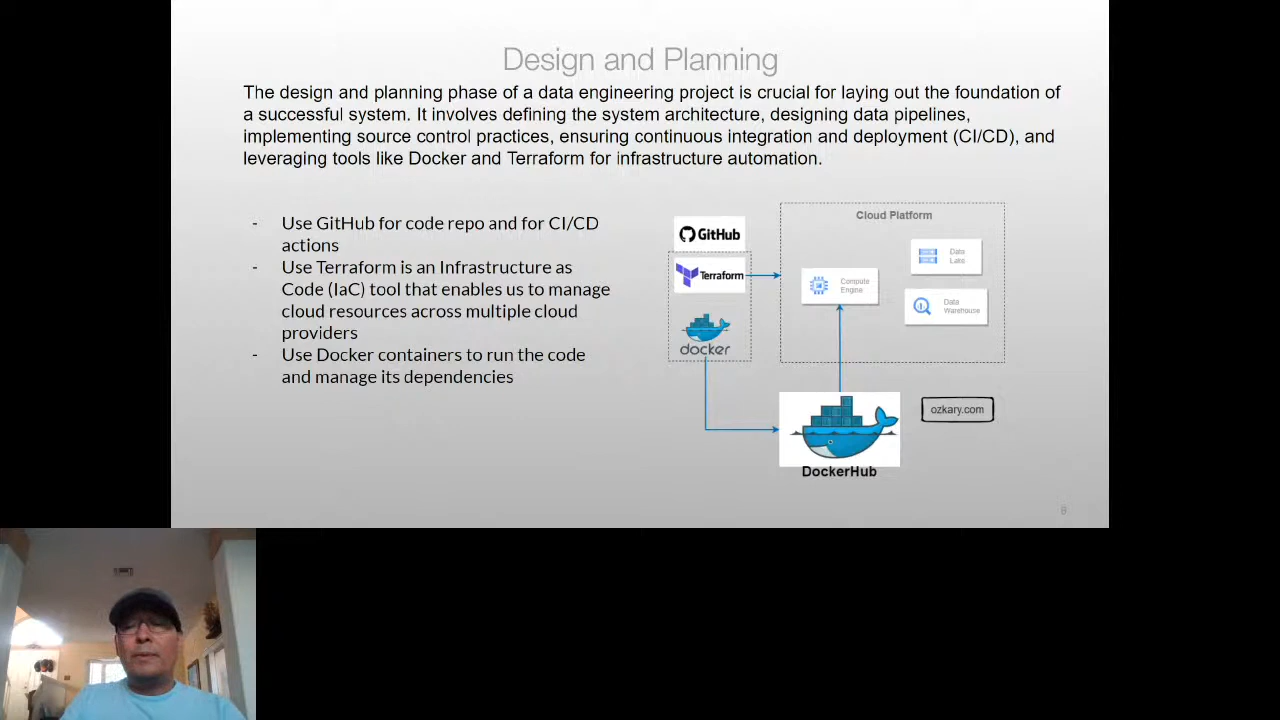 Design and Planning
The design and planning phase of a data engineering project is crucial for laying out the foundation of
a successful system. It involves defining the system architecture, designing data pipelines,
implementing source control practices, ensuring continuous integration and deployment (CI/CD), and
leveraging tools like Docker and Terraform for infrastructure automation.
- Use GitHub for code repo and for CI/CD
actions
- Use Terraform is an Infrastructure as
Code (IaC) tool that enables us to manage
cloud resources across multiple cloud
providers
- Use Docker containers to run the code
and manage its dependencies
GitHub
Terraform
docker
Cloud Platform
Compute
Engine
Data
Lake
Data
Warehouse
DockerHub
ozkary.com